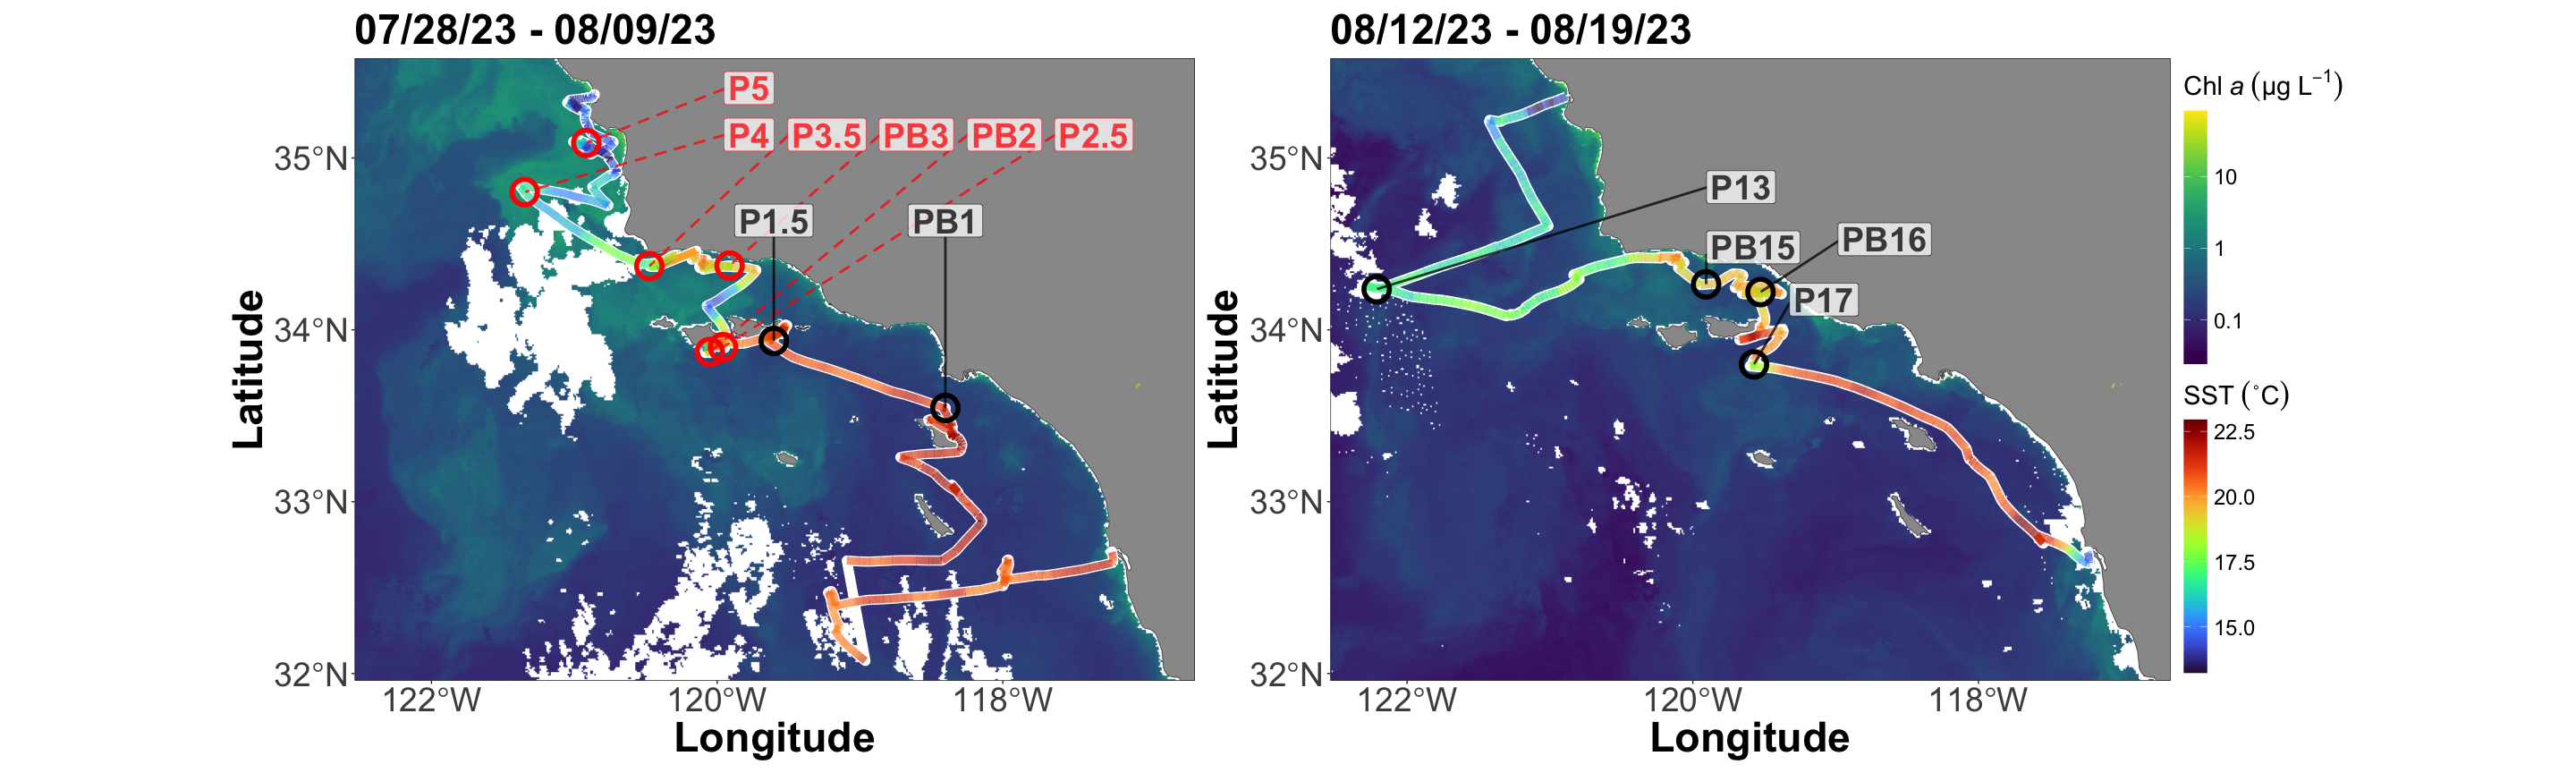 07/28/23 - 08/09/23
P5
P4
P3.5
PB3
PB2
P2.5
P1.5
PB1
35°N
34°N
33°N
32°N
122°W
120°W
118°W
Latitude
Longitude
08/12/23 - 08/19/23
P13
PB15
PB16
P17
35°N
34°N
33°N
32°N
122°W
120°W
118°W
Latitude
Longitude
Chl a (μg L⁻¹)
10
1
0.1
SST (°C)
22.5
20.0
17.5
15.0